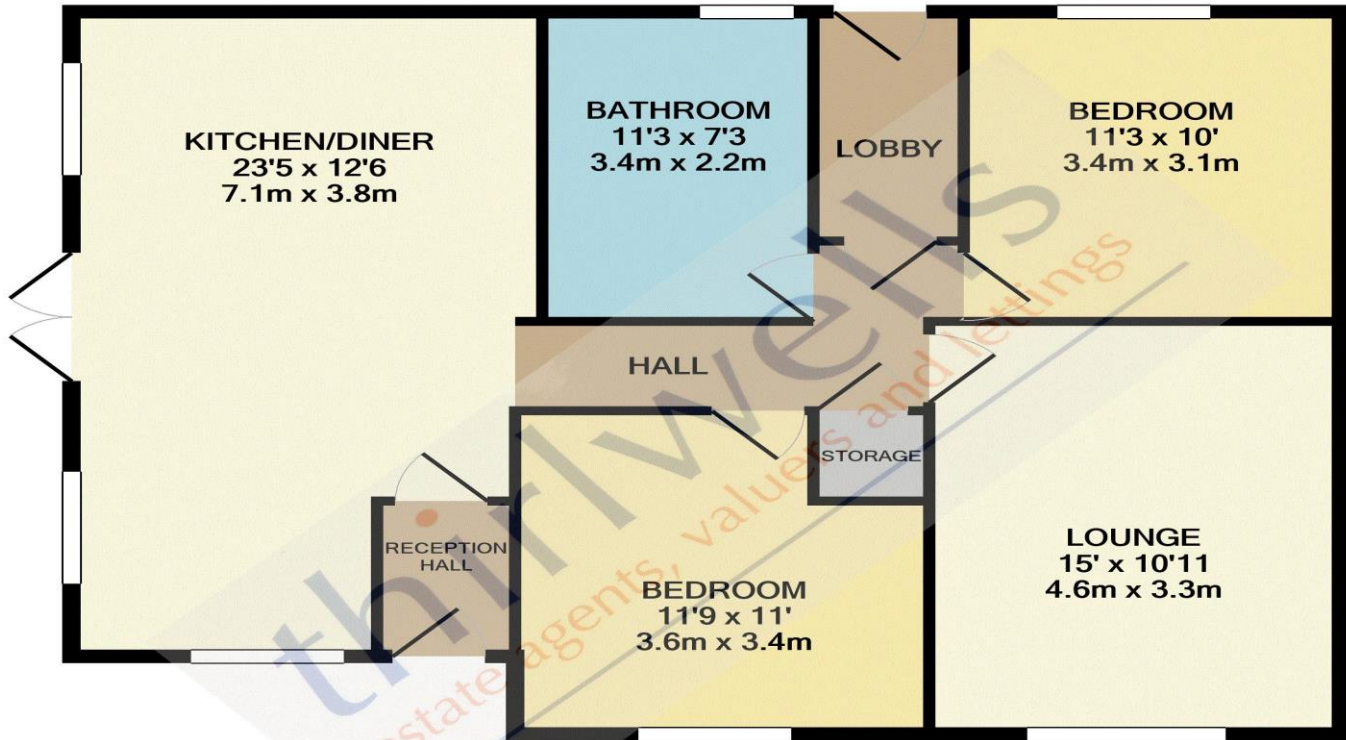 KITCHEN/DINER
23'5 x 12'6
7.1m x 3.8m
BATHROOM
11'3 x 7'3
3.4m x 2.2m
LOBBY
BEDROOM
11'3 x 10'
3.4m x 3.1m
HALL
STORAGE
RECEPTION
HALL
BEDROOM
11'9 x 11'
3.6m x 3.4m
LOUNGE
15' x 10'11
4.6m x 3.3m
thirlwells
estate agents, valuers and lettings